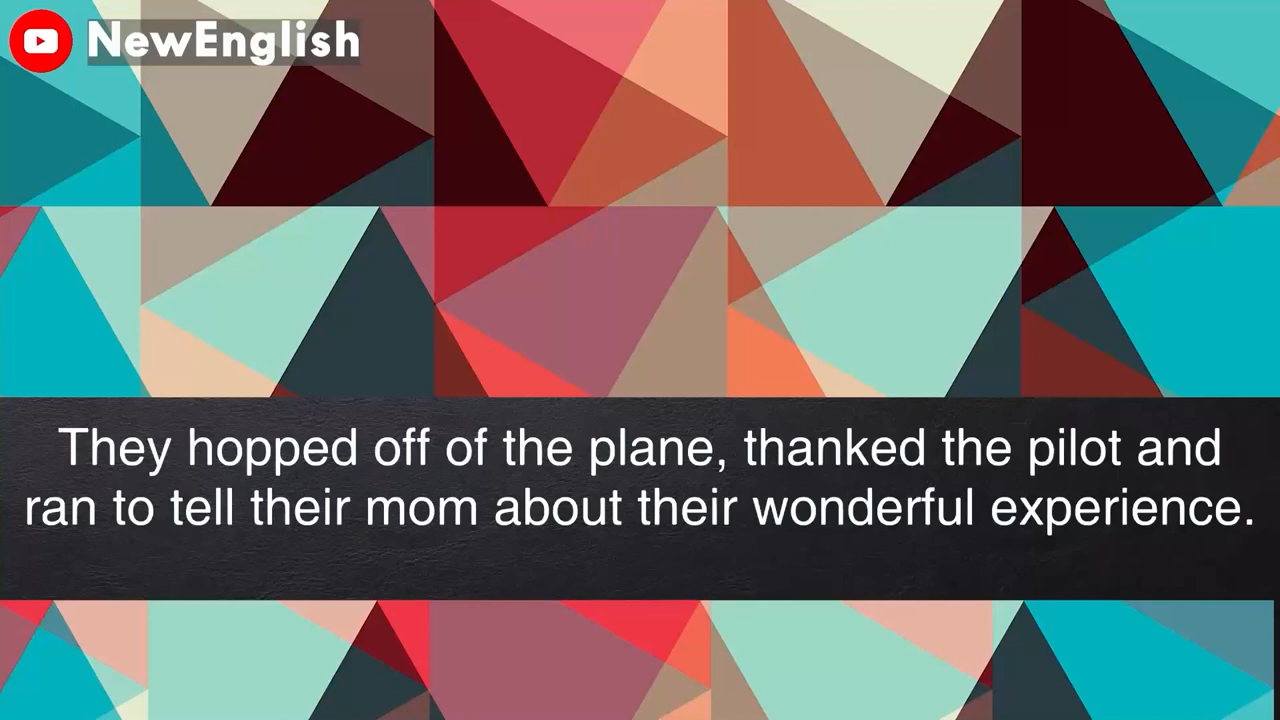 NewEnglish
They hopped off of the plane, thanked the pilot and
ran to tell their mom about their wonderful experience.